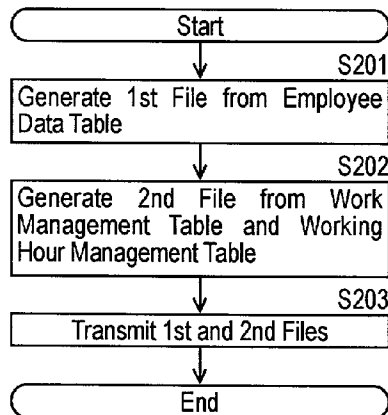 Start
S201
Generate 1st File from Employee
Data Table
S202
Generate 2nd File from Work
Management Table and Working
Hour Management Table
S203
Transmit 1st and 2nd Files
End